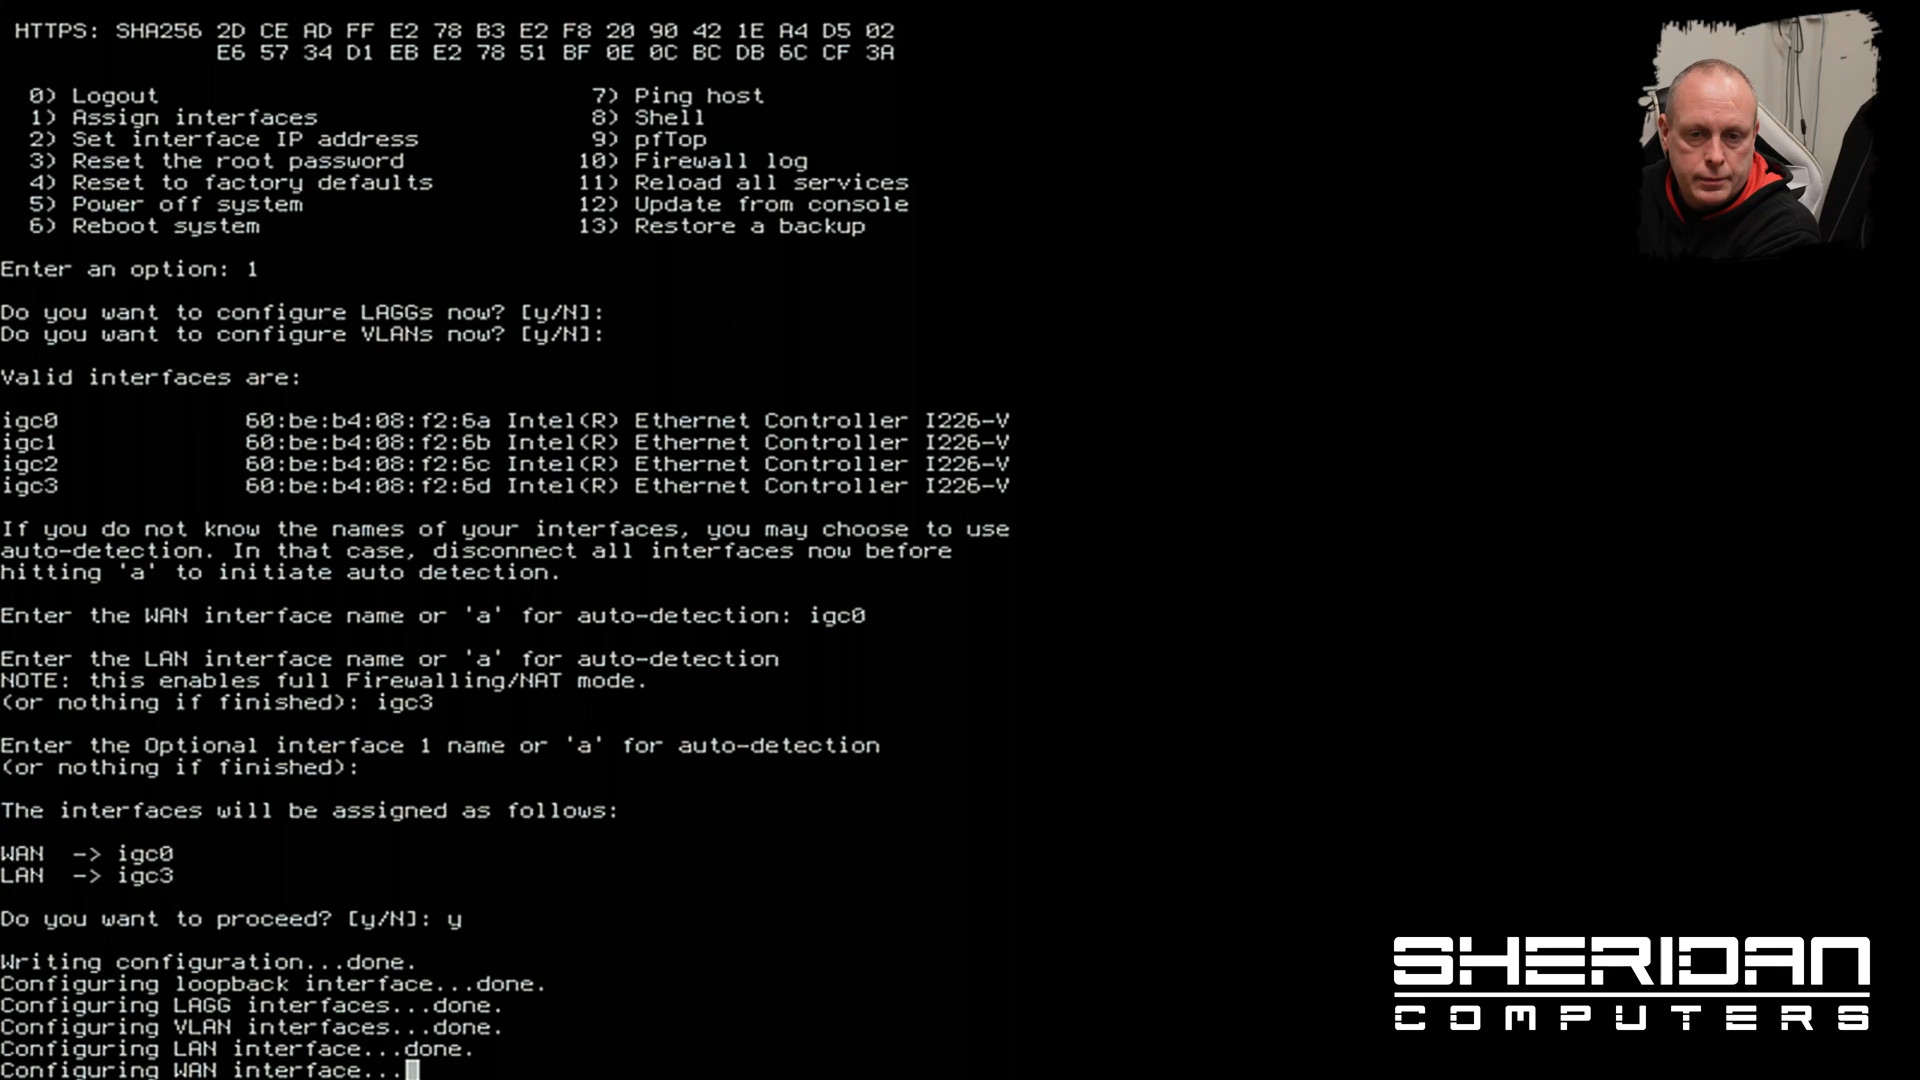 HTTPS: SHA256 2D CE AD FF E2 78 B3 E2 F8 20 90 42 1E A4 D5 02
E6 57 34 D1 EB E2 78 51 BF 0E 0C BC DB 6C CF 3A
0) Logout 7) Ping host
1) Assign interfaces 8) Shell
2) Set interface IP address 9) pfTop
3) Reset the root password 10) Firewall log
4) Reset to factory defaults 11) Reload all services
5) Power off system 12) Update from console
6) Reboot system 13) Restore a backup
Enter an option: 1
Do you want to configure LAGGs now? [y/N]:
Do you want to configure VLANs now? [y/N]:
Valid interfaces are:
igc0 60:be:b4:08:f2:6a Intel(R) Ethernet Controller I226-V
igc1 60:be:b4:08:f2:6b Intel(R) Ethernet Controller I226-V
igc2 60:be:b4:08:f2:6c Intel(R) Ethernet Controller I226-V
igc3 60:be:b4:08:f2:6d Intel(R) Ethernet Controller I226-V
If you do not know the names of your interfaces, you may choose to use
auto-detection. In that case, disconnect all interfaces now before
hitting 'a' to initiate auto detection.
Enter the WAN interface name or 'a' for auto-detection: igc0
Enter the LAN interface name or 'a' for auto-detection
NOTE: this enables full Firewalling/NAT mode.
(or nothing if finished): igc3
Enter the Optional interface 1 name or 'a' for auto-detection
(or nothing if finished):
The interfaces will be assigned as follows:
WAN -> igc0
LAN -> igc3
Do you want to proceed? [y/N]: y
Writing configuration...done.
Configuring loopback interface...done.
Configuring LAGG interfaces...done.
Configuring VLAN interfaces...done.
Configuring LAN interface...done.
Configuring WAN interface...
SHERIDAN
COMPUTERS